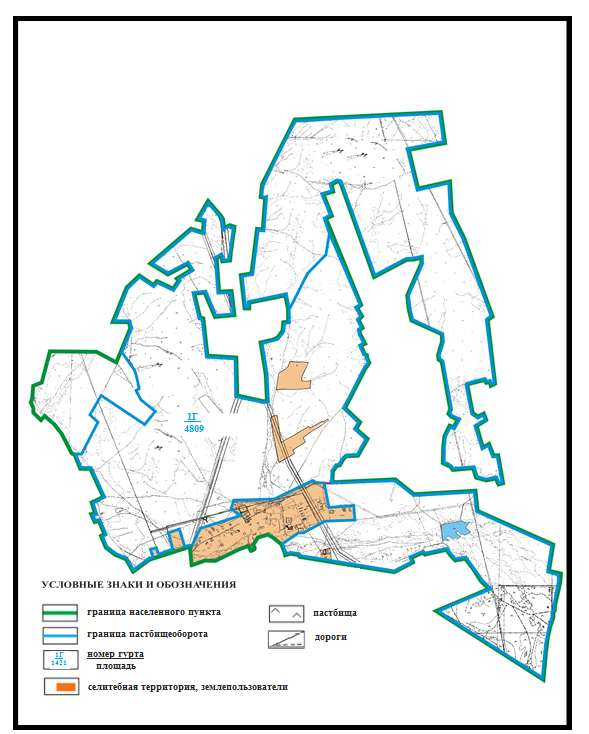 1Г
4809
УСЛОВНЫЕ ЗНАКИ И ОБОЗНАЧЕНИЯ
граница населенного пункта
граница пастбищеоборота
1Г
1421
номер гурта
площадь
селитебная территория, землепользователи
пастбища
дороги